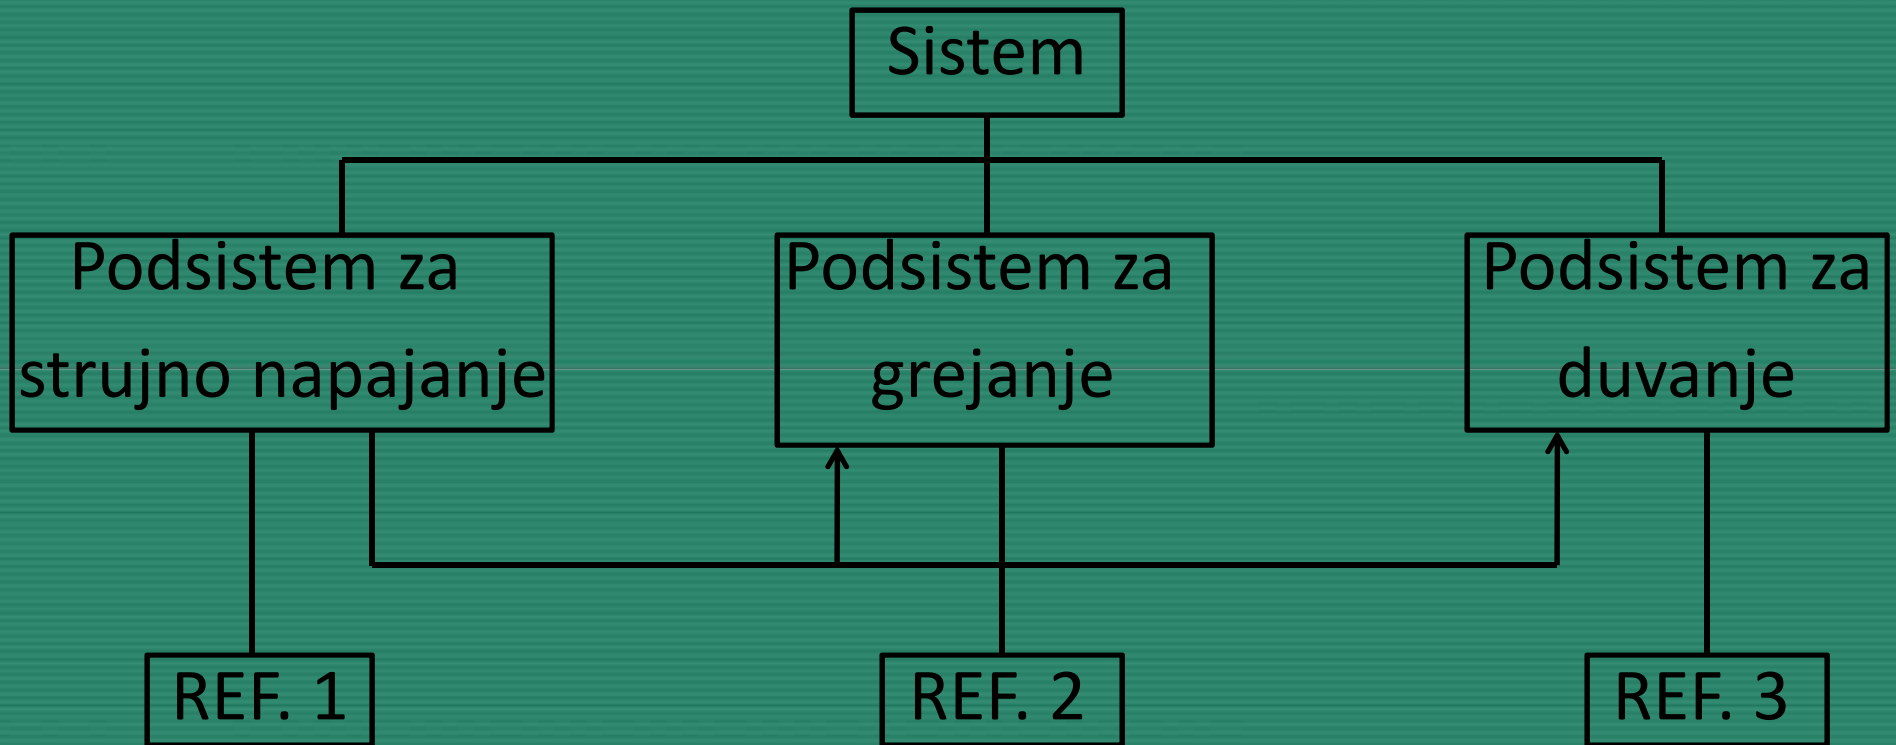 Sistem
Podsistem za
strujno napajanje
Podsistem za
grejanje
Podsistem za
duvanje
REF. 1
REF. 2
REF. 3